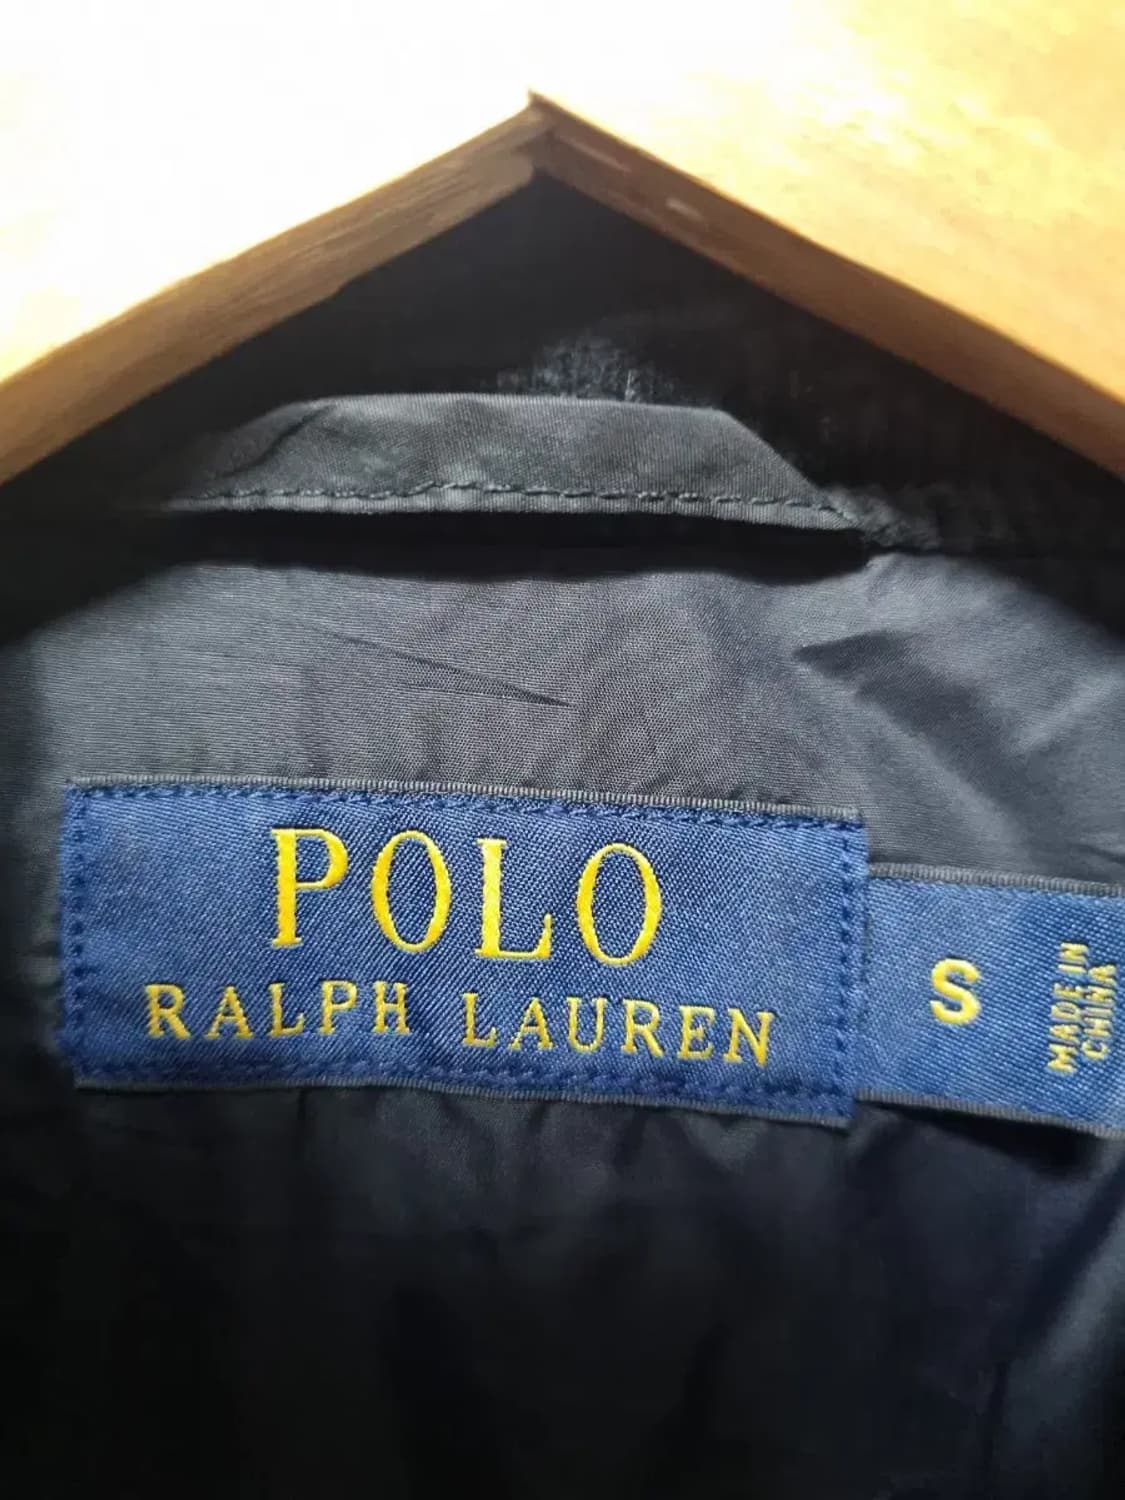 POLO
RALPH LAUREN
S
MADE IN
CHINA